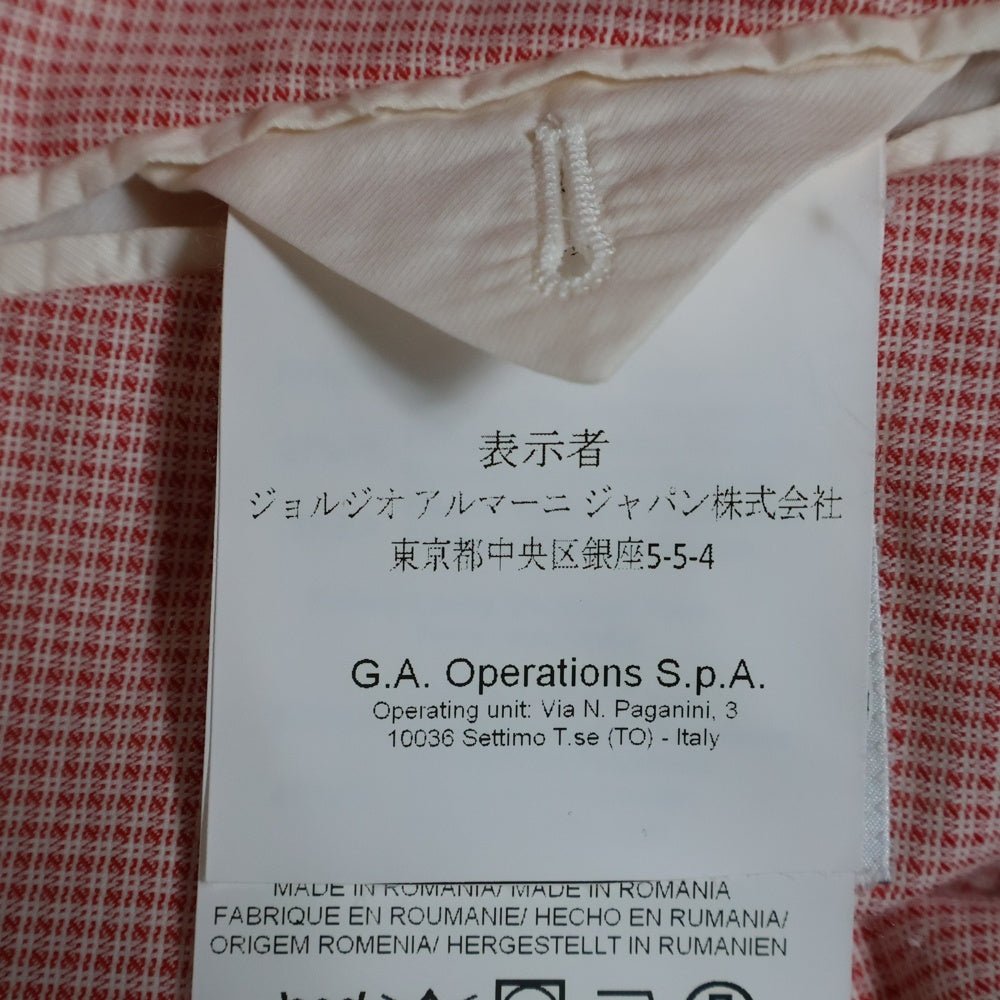 表示者
ジョルジオ アルマーニ ジャパン株式会社
東京都中央区銀座5-5-4
G.A. Operations S.p.A.
Operating unit: Via N. Paganini, 3
10036 Settimo T.se (TO) - Italy
MADE IN ROMANIA/ MADE IN ROMANIA
FABRIQUE EN ROUMANIE/ HECHO EN RUMANIA/
ORIGEM ROMENIA/ HERGESTELLT IN RUMANIEN